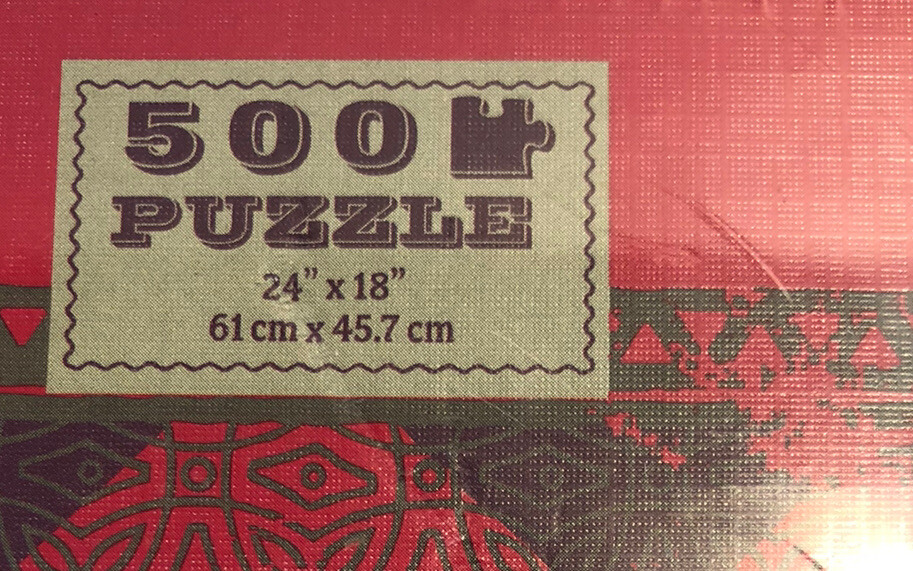 500
PUZZLE
24” x 18”
61 cm x 45.7 cm